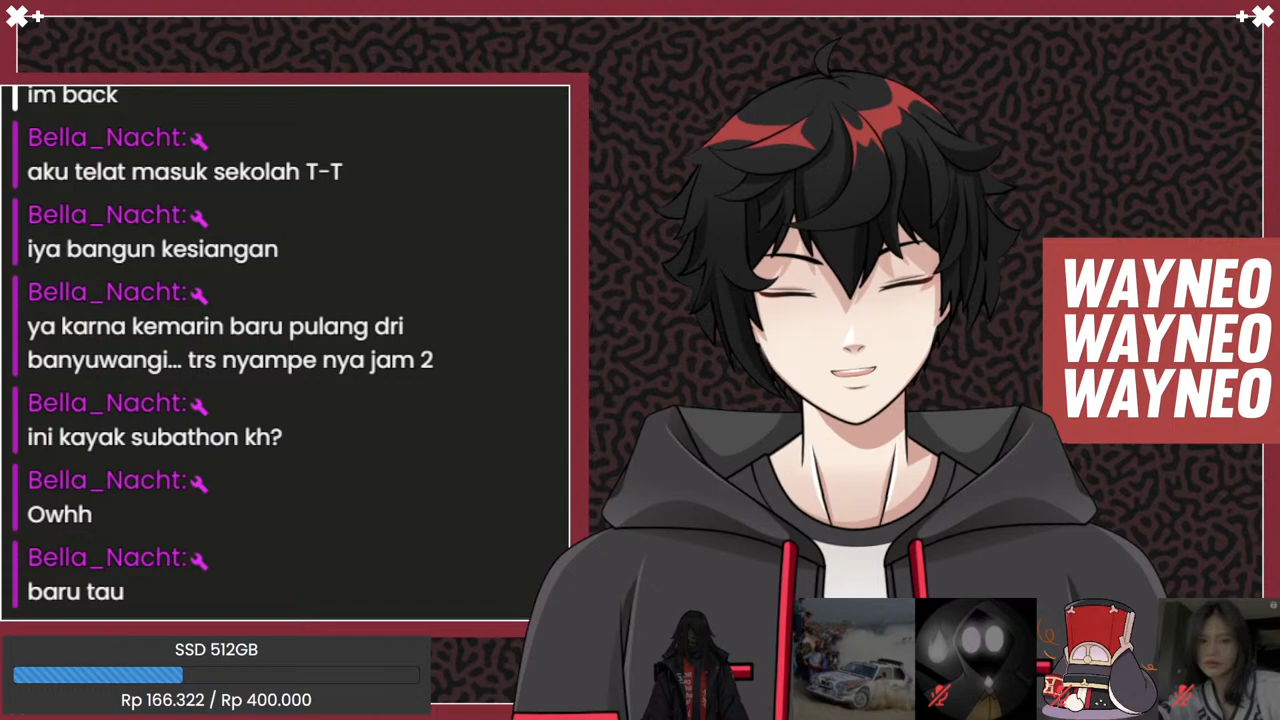 im back
Bella_Nacht:
aku telat masuk sekolah T-T
Bella_Nacht:
iya bangun kesiangan
Bella_Nacht:
ya karna kemarin baru pulang dri
banyuwangi... trs nyampe nya jam 2
Bella_Nacht:
ini kayak subathon kh?
Bella_Nacht:
Owhh
Bella_Nacht:
baru tau
SSD 512GB
Rp 166.322 / Rp 400.000
WAYNEO
WAYNEO
WAYNEO